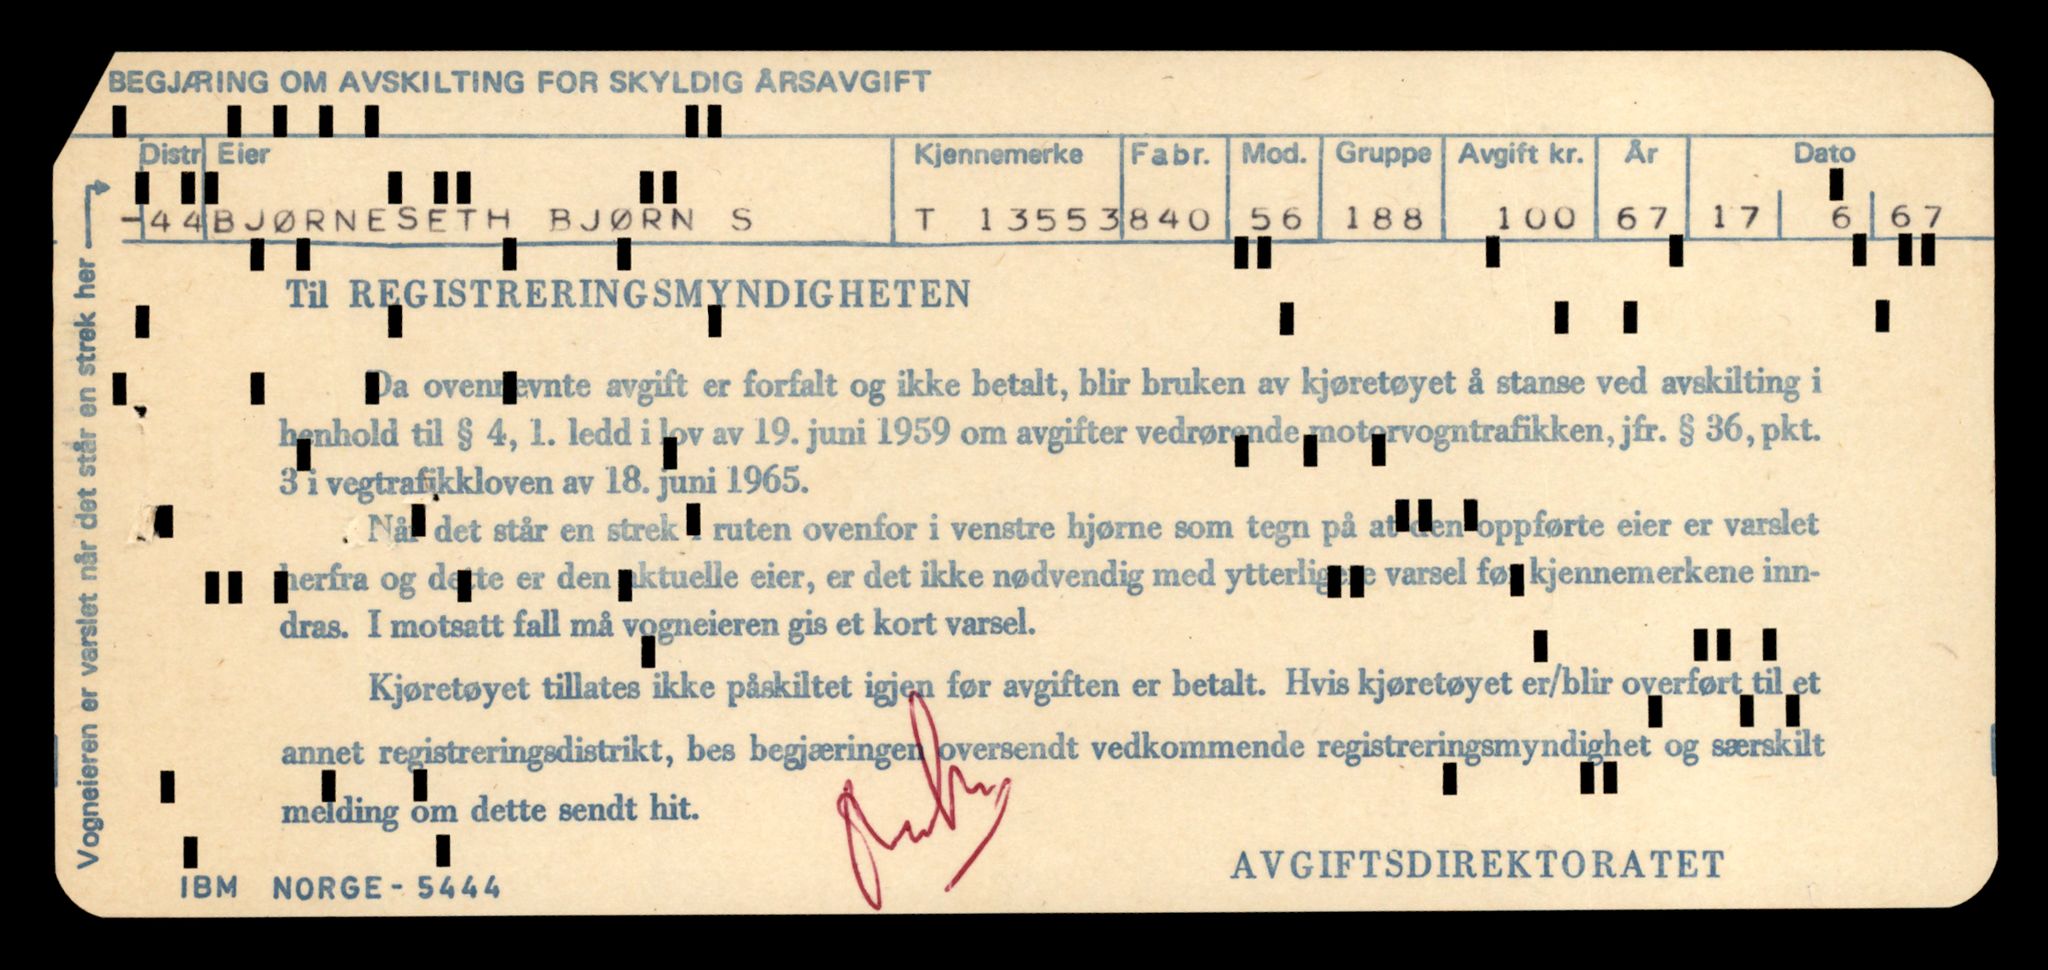 BEGJÆRING OM AVSKILTING FOR SKYLDIG ÅRSAVGIFT
Distr Eier Kjennemerke Fabr. Mod. Gruppe Avgift kr. År Dato
-44 BJØRNESETH BJØRN S T 13553 840 56 188 100 67 17 6 67
Vogneieren er varslet når det står en strek her
Til REGISTRERINGSMYNDIGHETEN
Da ovennevnte avgift er forfalt og ikke betalt, blir bruken av kjøretøyet å stanse ved avskilting i
henhold til § 4, 1. ledd i lov av 19. juni 1959 om avgifter vedrørende motorvogntrafikken, jfr. § 36, pkt.
3 i vegtrafikkloven av 18. juni 1965.
Når det står en strek i ruten ovenfor i venstre hjørne som tegn på at den oppførte eier er varslet
herfra og dette er den aktuelle eier, er det ikke nødvendig med ytterligere varsel før kjennemerkene inn-
dras. I motsatt fall må vogneieren gis et kort varsel.
Kjøretøyet tillates ikke påskiltet igjen før avgiften er betalt. Hvis kjøretøyet er/blir overført til et
annet registreringsdistrikt, bes begjæringen oversendt vedkommende registreringsmyndighet og særskilt
melding om dette sendt hit.
AVGIFTSDIREKTORATET
IBM NORGE - 5444